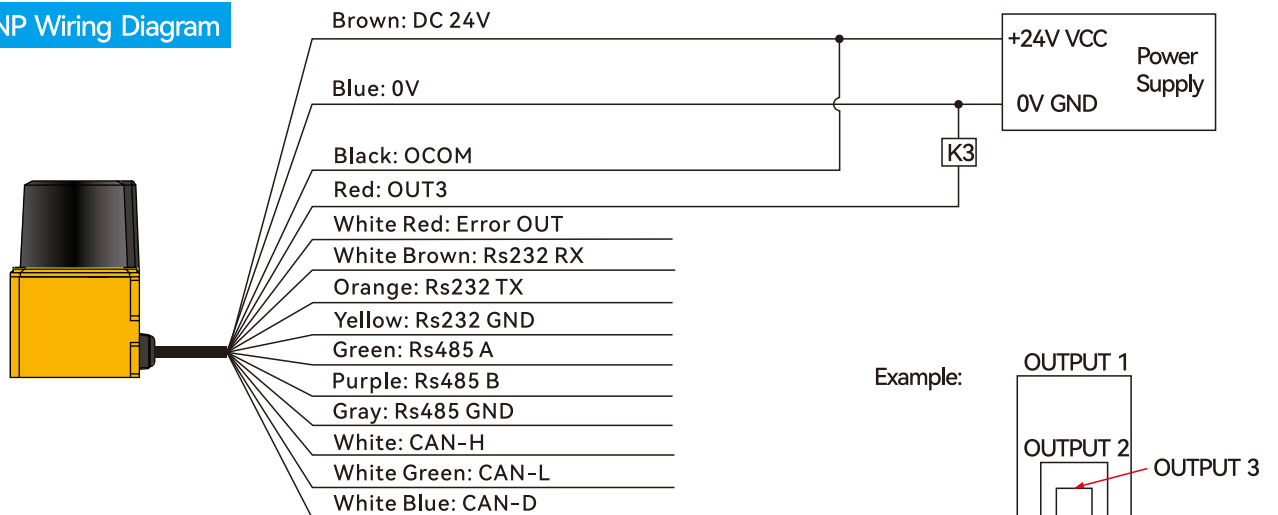 NP Wiring Diagram
Brown: DC 24V
+24V VCC
Power
Supply
Blue: 0V
0V GND
Black: OCOM
K3
Red: OUT3
White Red: Error OUT
White Brown: Rs232 RX
Orange: Rs232 TX
Yellow: Rs232 GND
Green: Rs485 A
Purple: Rs485 B
Gray: Rs485 GND
White: CAN-H
White Green: CAN-L
White Blue: CAN-D
Example:
OUTPUT 1
OUTPUT 2
OUTPUT 3